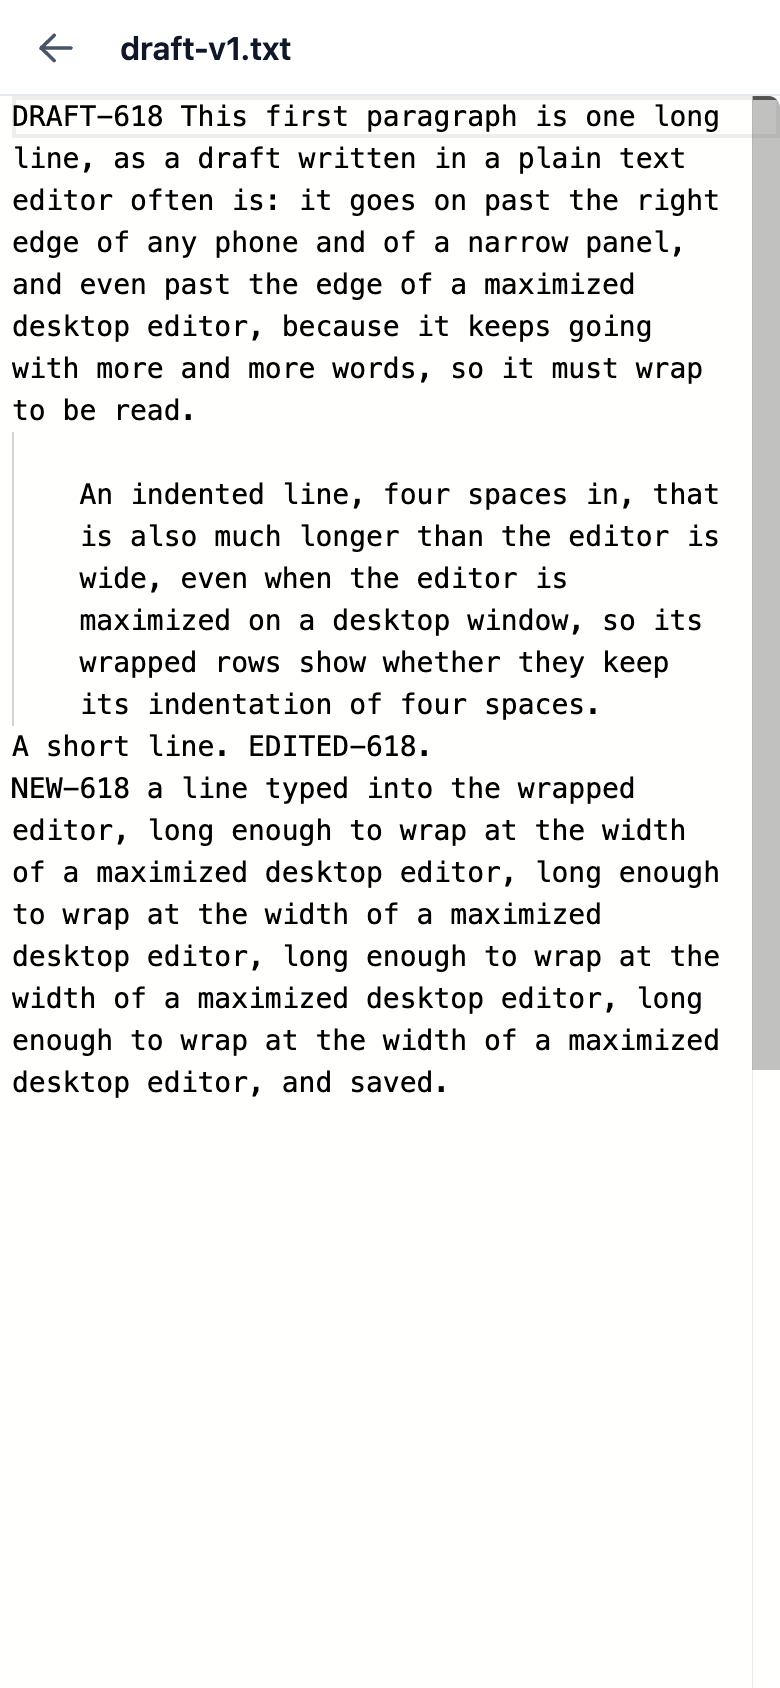 draft-v1.txt
DRAFT-618 This first paragraph is one long
line, as a draft written in a plain text
editor often is: it goes on past the right
edge of any phone and of a narrow panel,
and even past the edge of a maximized
desktop editor, because it keeps going
with more and more words, so it must wrap
to be read.
An indented line, four spaces in, that
is also much longer than the editor is
wide, even when the editor is
maximized on a desktop window, so its
wrapped rows show whether they keep
its indentation of four spaces.
A short line. EDITED-618.
NEW-618 a line typed into the wrapped
editor, long enough to wrap at the width
of a maximized desktop editor, long enough
to wrap at the width of a maximized
desktop editor, long enough to wrap at the
width of a maximized desktop editor, long
enough to wrap at the width of a maximized
desktop editor, and saved.